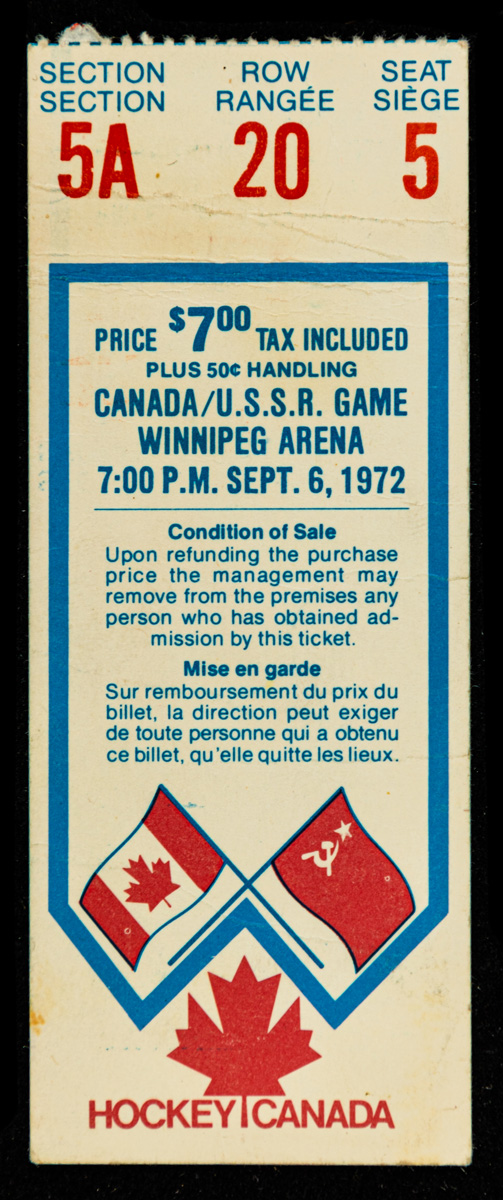 SECTION ROW SEAT
SECTION RANGÉE SIÈGE
5A 20 5
PRICE $7.00 TAX INCLUDED
PLUS 50¢ HANDLING
CANADA/U.S.S.R. GAME
WINNIPEG ARENA
7:00 P.M. SEPT. 6, 1972
Condition of Sale
Upon refunding the purchase
price the management may
remove from the premises any
person who has obtained ad-
mission by this ticket.
Mise en garde
Sur remboursement du prix du
billet, la direction peut exiger
de toute personne qui a obtenu
ce billet, qu'elle quitte les lieux.
HOCKEY CANADA